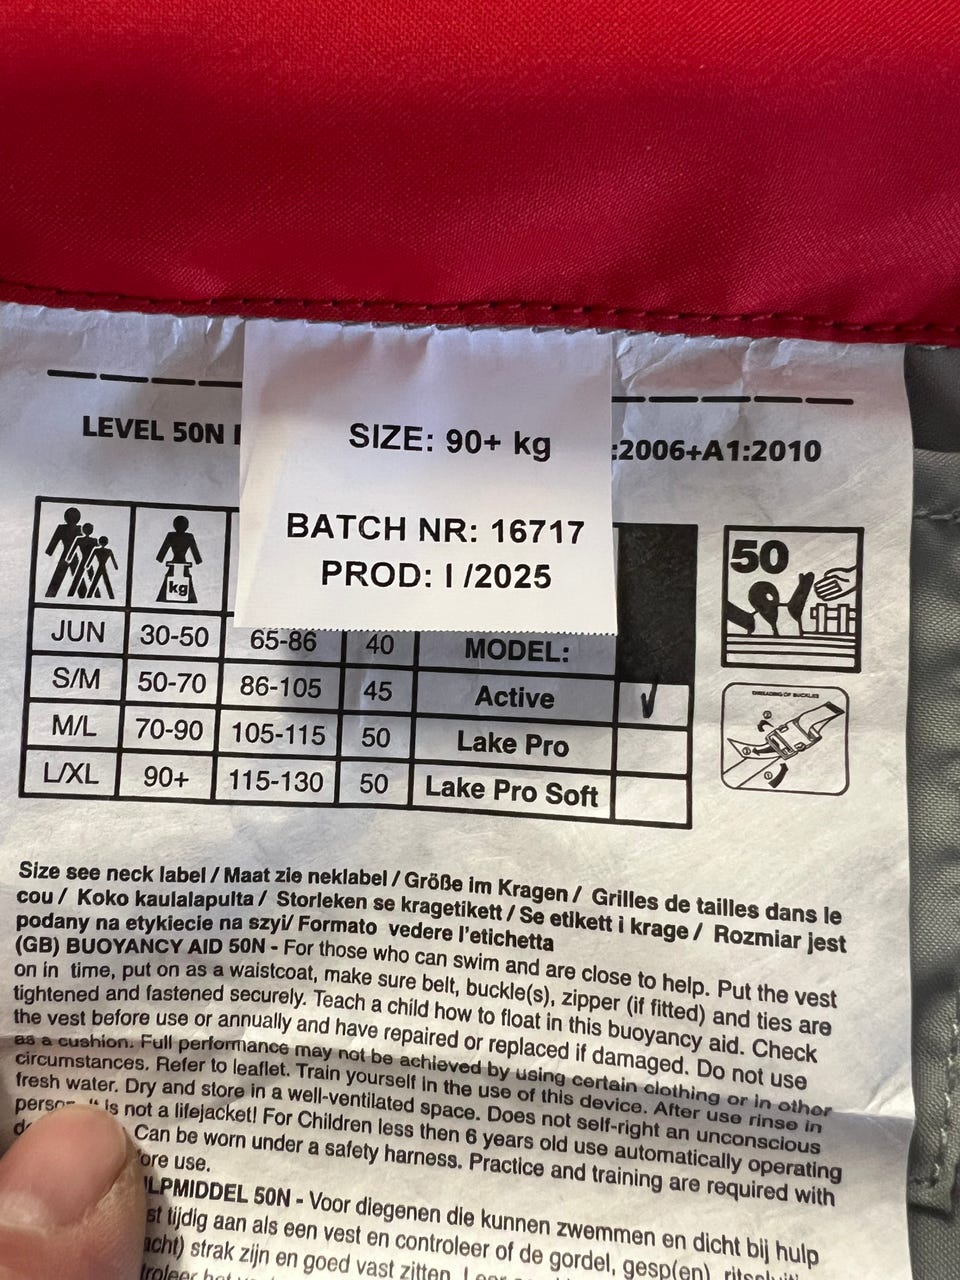 SIZE: 90+ kg
BATCH NR: 16717
PROD: I /2025
LEVEL 50N :2006+A1:2010
kg
JUN 30-50 65-86 40 MODEL:
S/M 50-70 86-105 45 Active √
M/L 70-90 105-115 50 Lake Pro
L/XL 90+ 115-130 50 Lake Pro Soft
50
THREADING OF BUCKLES
Size see neck label / Maat zie neklabel / Größe im Kragen / Grilles de tailles dans le
cou / Koko kaulalapulta / Storleken se kragetikett / Se etikett i krage / Rozmiar jest
podany na etykiecie na szyi/ Formato vedere l'etichetta
(GB) BUOYANCY AID 50N - For those who can swim and are close to help. Put the vest
on in time, put on as a waistcoat, make sure belt, buckle(s), zipper (if fitted) and ties are
tightened and fastened securely. Teach a child how to float in this buoyancy aid. Check
the vest before use or annually and have repaired or replaced if damaged. Do not use
as a cushion. Full performance may not be achieved by using certain clothing or in other
circumstances. Refer to leaflet. Train yourself in the use of this device. After use rinse in
fresh water. Dry and store in a well-ventilated space. Does not self-right an unconscious
is not a lifejacket! For Children less then 6 years old use automatically operating
Can be worn under a safety harness. Practice and training are required with
ore use.
LPMIDDEL 50N - Voor diegenen die kunnen zwemmen en dicht bij hulp
st tijdig aan als een vest en controleer of de gordel, gesp(en),
acht) strak zijn en goed vast zitten.